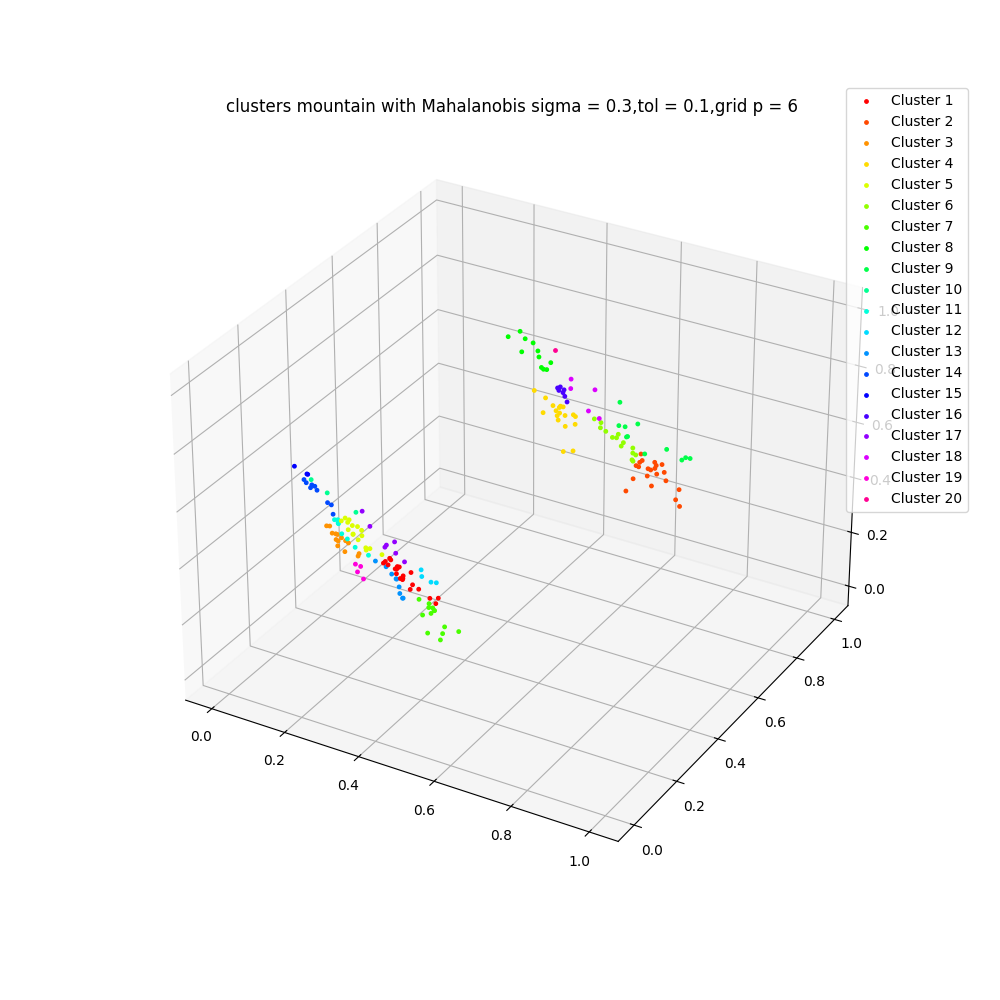 clusters mountain with Mahalanobis sigma = 0.3,tol = 0.1,grid p = 6
Cluster 1
Cluster 2
Cluster 3
Cluster 4
Cluster 5
Cluster 6
Cluster 7
Cluster 8
Cluster 9
Cluster 10
Cluster 11
Cluster 12
Cluster 13
Cluster 14
Cluster 15
Cluster 16
Cluster 17
Cluster 18
Cluster 19
Cluster 20
1.0
0.8
0.6
0.4
0.2
0.0
1.0
0.8
0.6
0.4
0.2
0.0
0.0
0.2
0.4
0.6
0.8
1.0